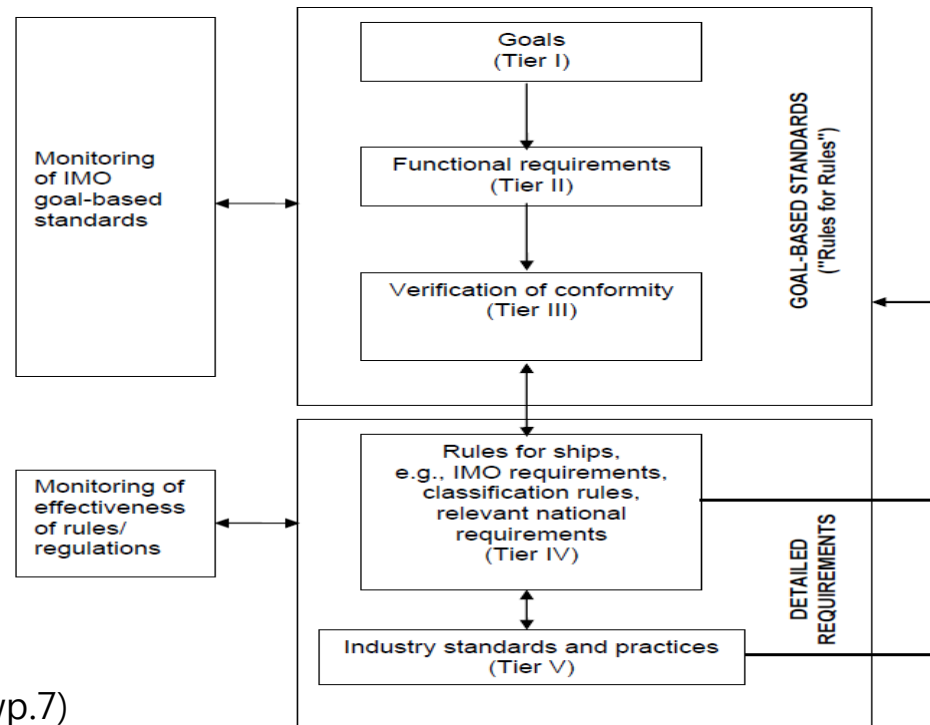 Goals
(Tier I)
Functional requirements
(Tier II)
Verification of conformity
(Tier III)
GOAL-BASED STANDARDS
("Rules for Rules")
Monitoring
of IMO
goal-based
standards
Rules for ships,
e.g., IMO requirements,
classification rules,
relevant national
requirements
(Tier IV)
Monitoring of
effectiveness
of rules/
regulations
DETAILED
REQUIREMENTS
Industry standards and practices
(Tier V)
p.7)